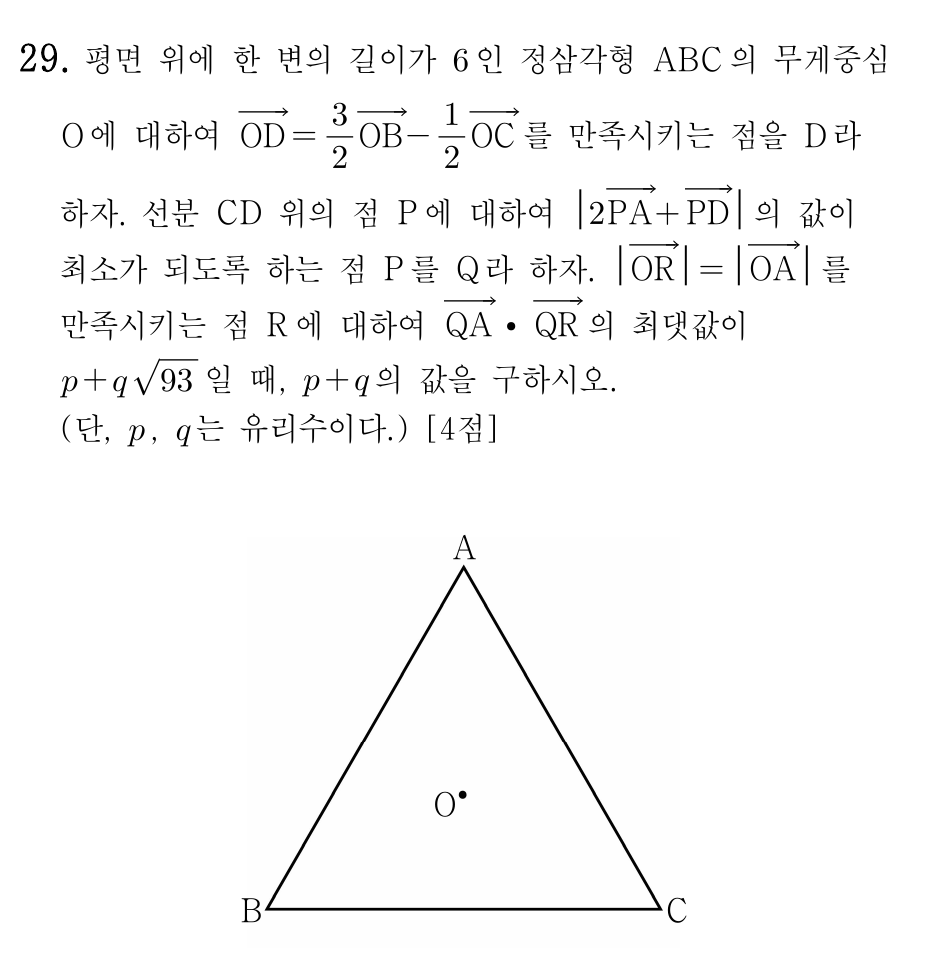 29. 평면 위에 한 변의 길이가 6인 정삼각형 ABC의 무게중심
O에 대하여 $\overrightarrow{OD}=\frac{3}{2}\overrightarrow{OB}-\frac{1}{2}\overrightarrow{OC}$를 만족시키는 점을 D라
하자. 선분 CD 위의 점 P에 대하여 $|2\overrightarrow{PA}+\overrightarrow{PD}|$의 값이
최소가 되도록 하는 점 P를 Q라 하자. $|\overrightarrow{OR}|=|\overrightarrow{OA}|$를
만족시키는 점 R에 대하여 $\overrightarrow{QA}\bullet\overrightarrow{QR}$의 최댓값이
$p+q\sqrt{93}$일 때, $p+q$의 값을 구하시오.
(단, $p$, $q$는 유리수이다.) [4점]
A
O
B
C